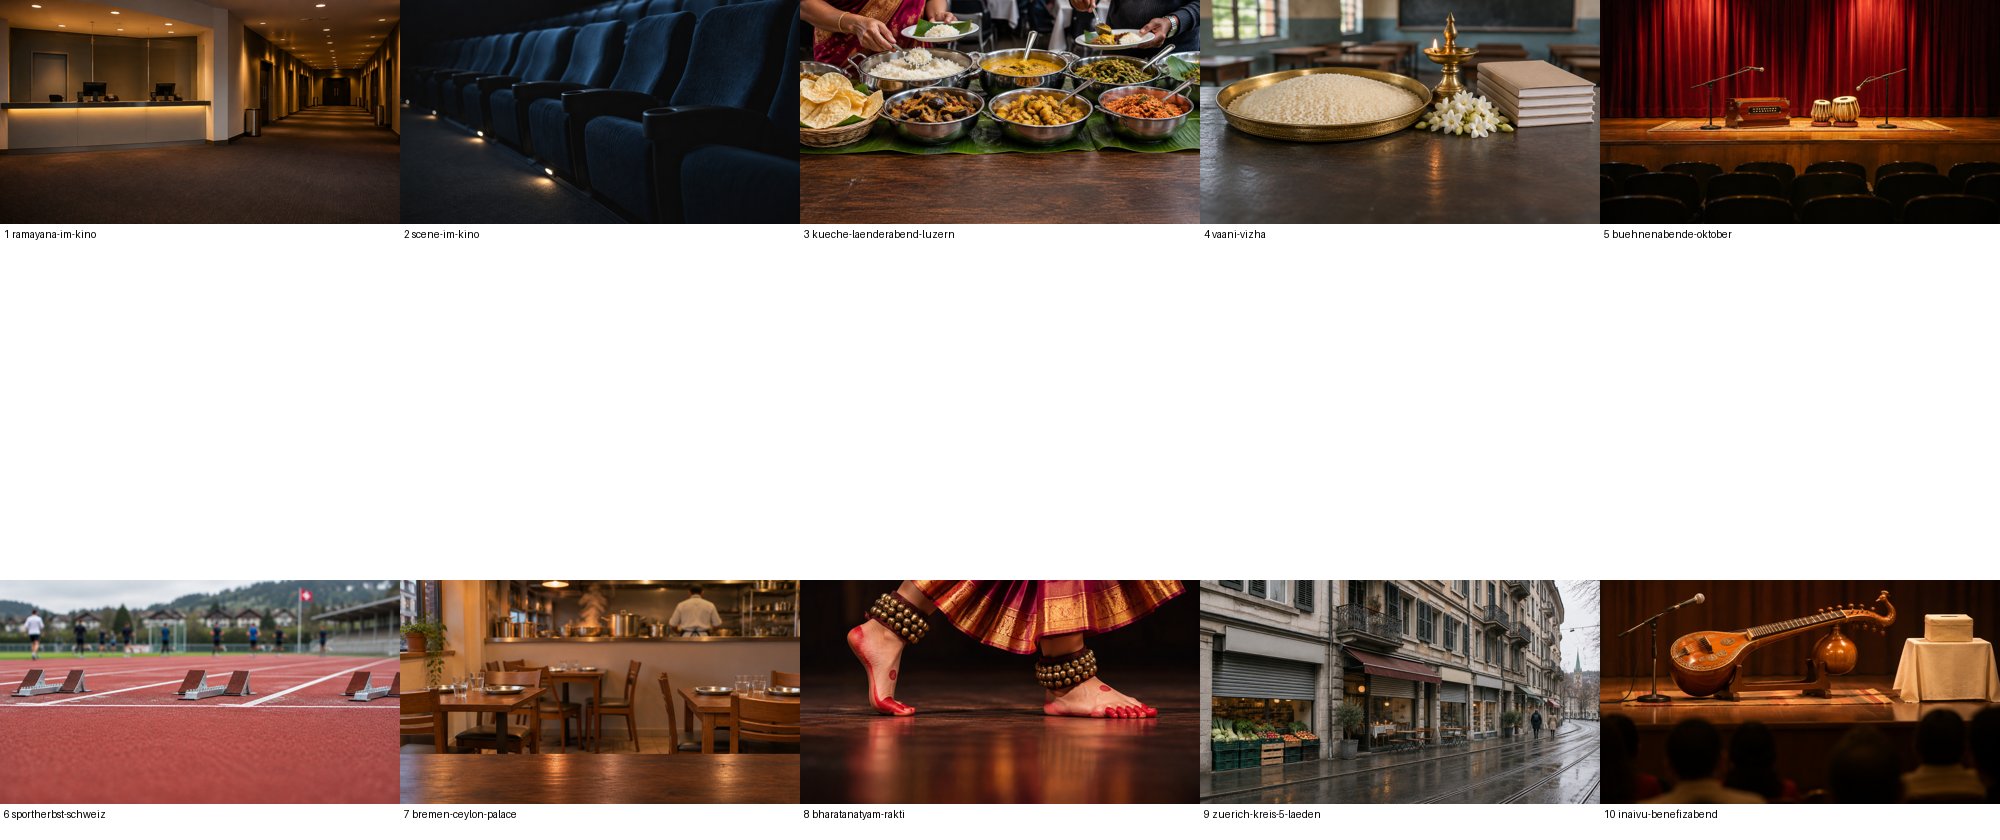 1 ramayana-im-kino
2 scene-im-kino
3 kueche-laenderabend-luzern
4 vaani-vizha
5 buehnenabende-oktober
6 sportherbst-schweiz
7 bremen-ceylon-palace
8 bharatanatyam-rakti
9 zuerich-kreis-5-laeden
10 inaivu-benefizabend